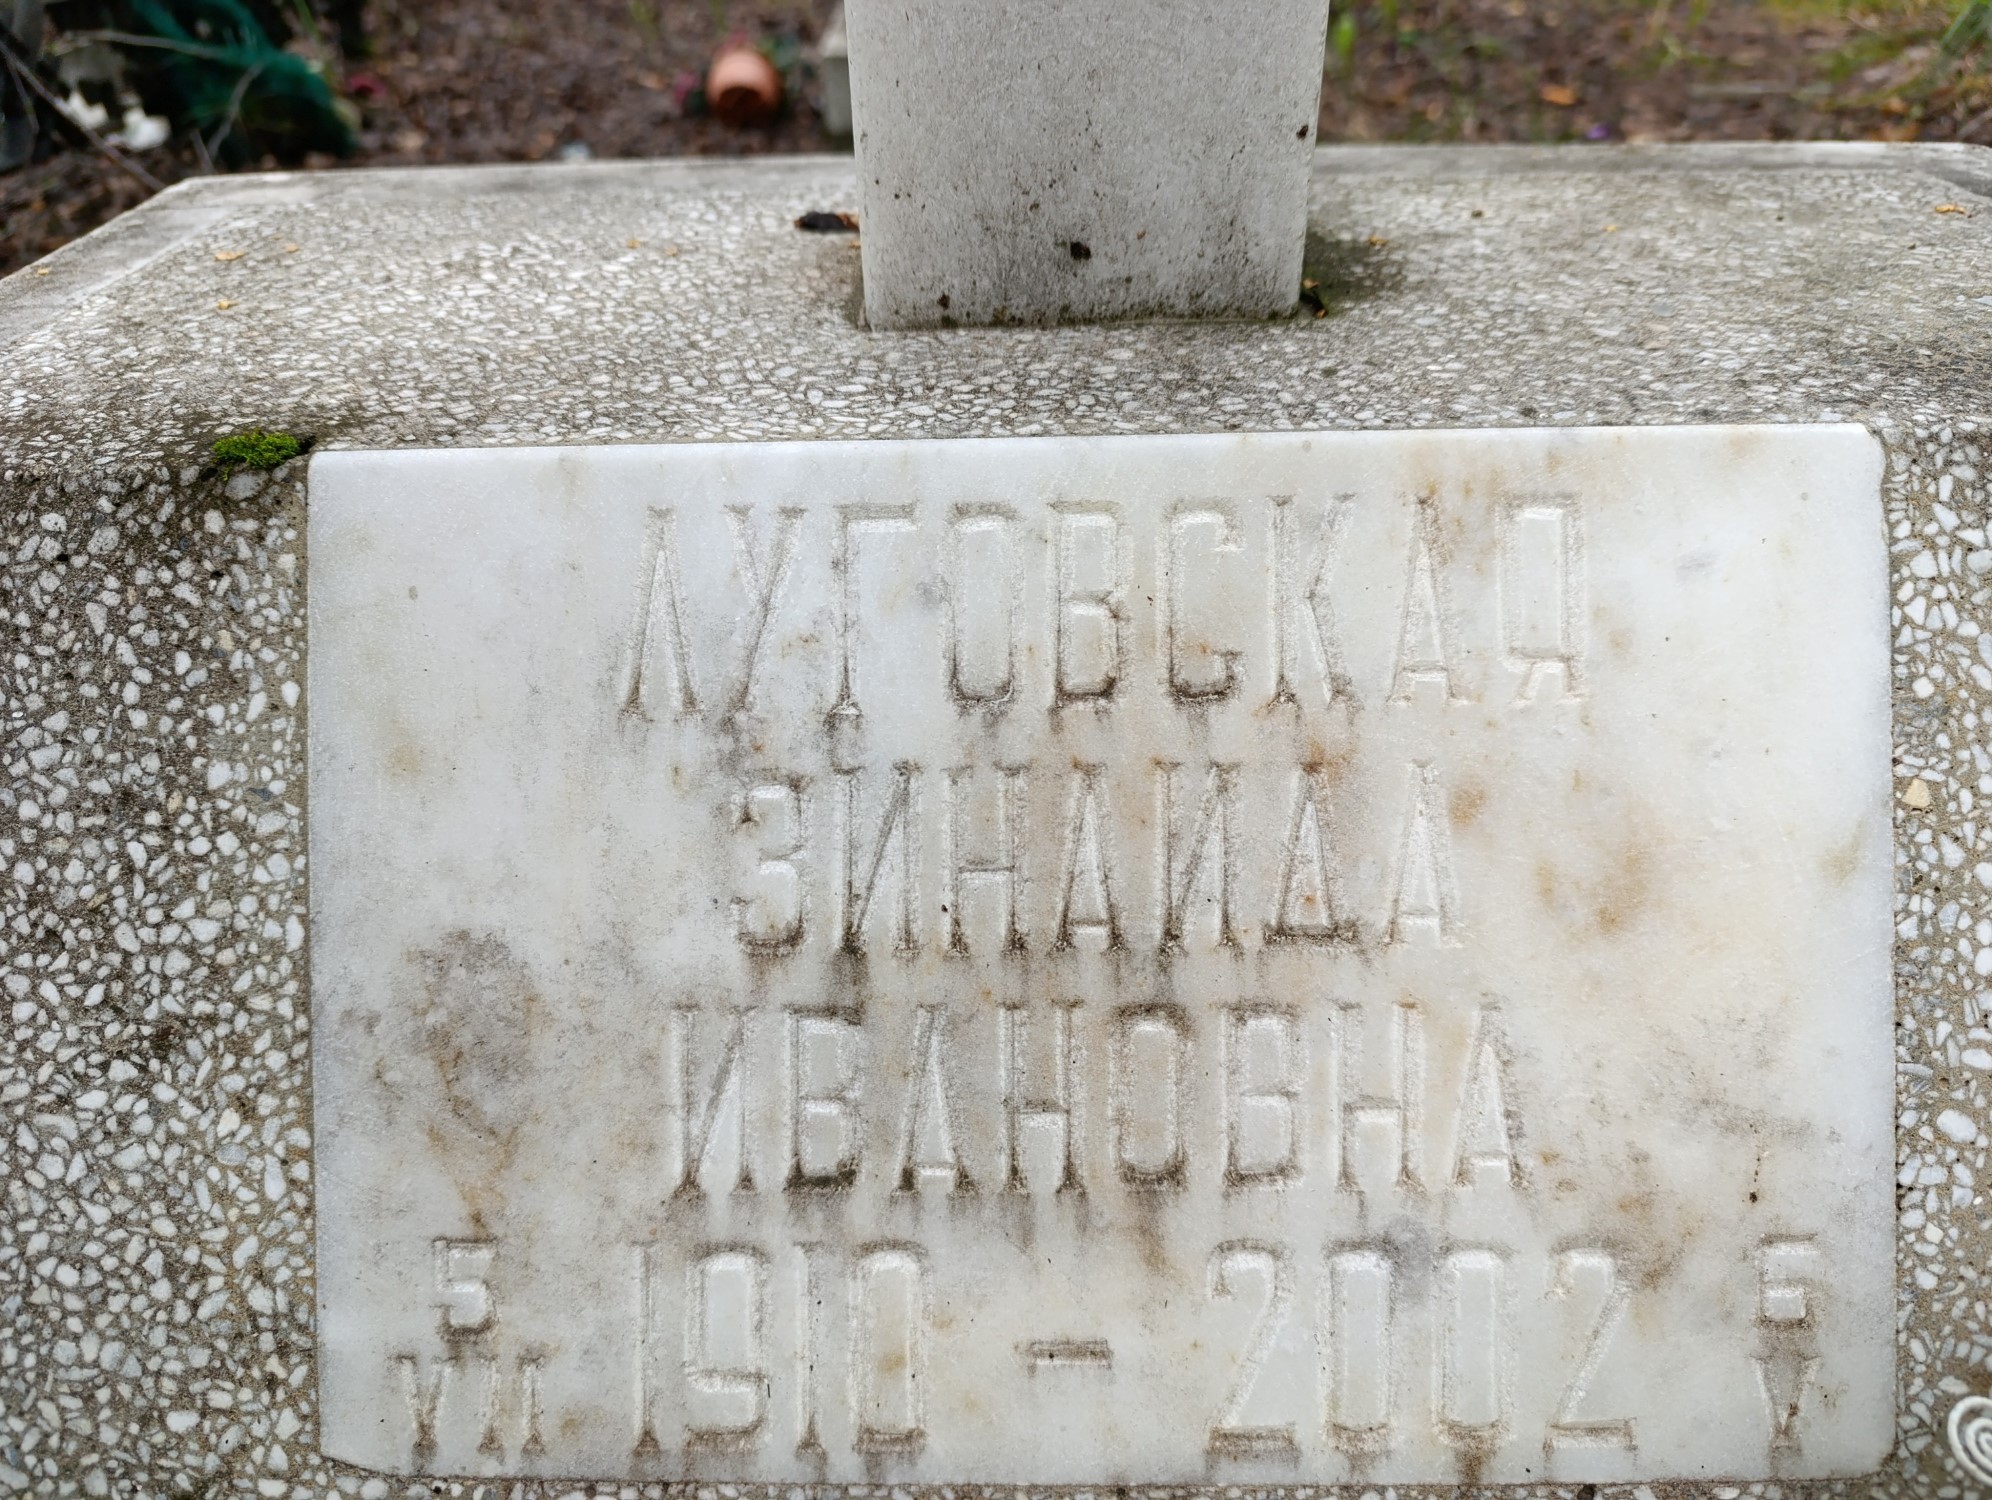 ЛУГОВСКАЯ
ЗИНАИДА
ИВАНОВНА
5 VII 1910 – 2002 6 V